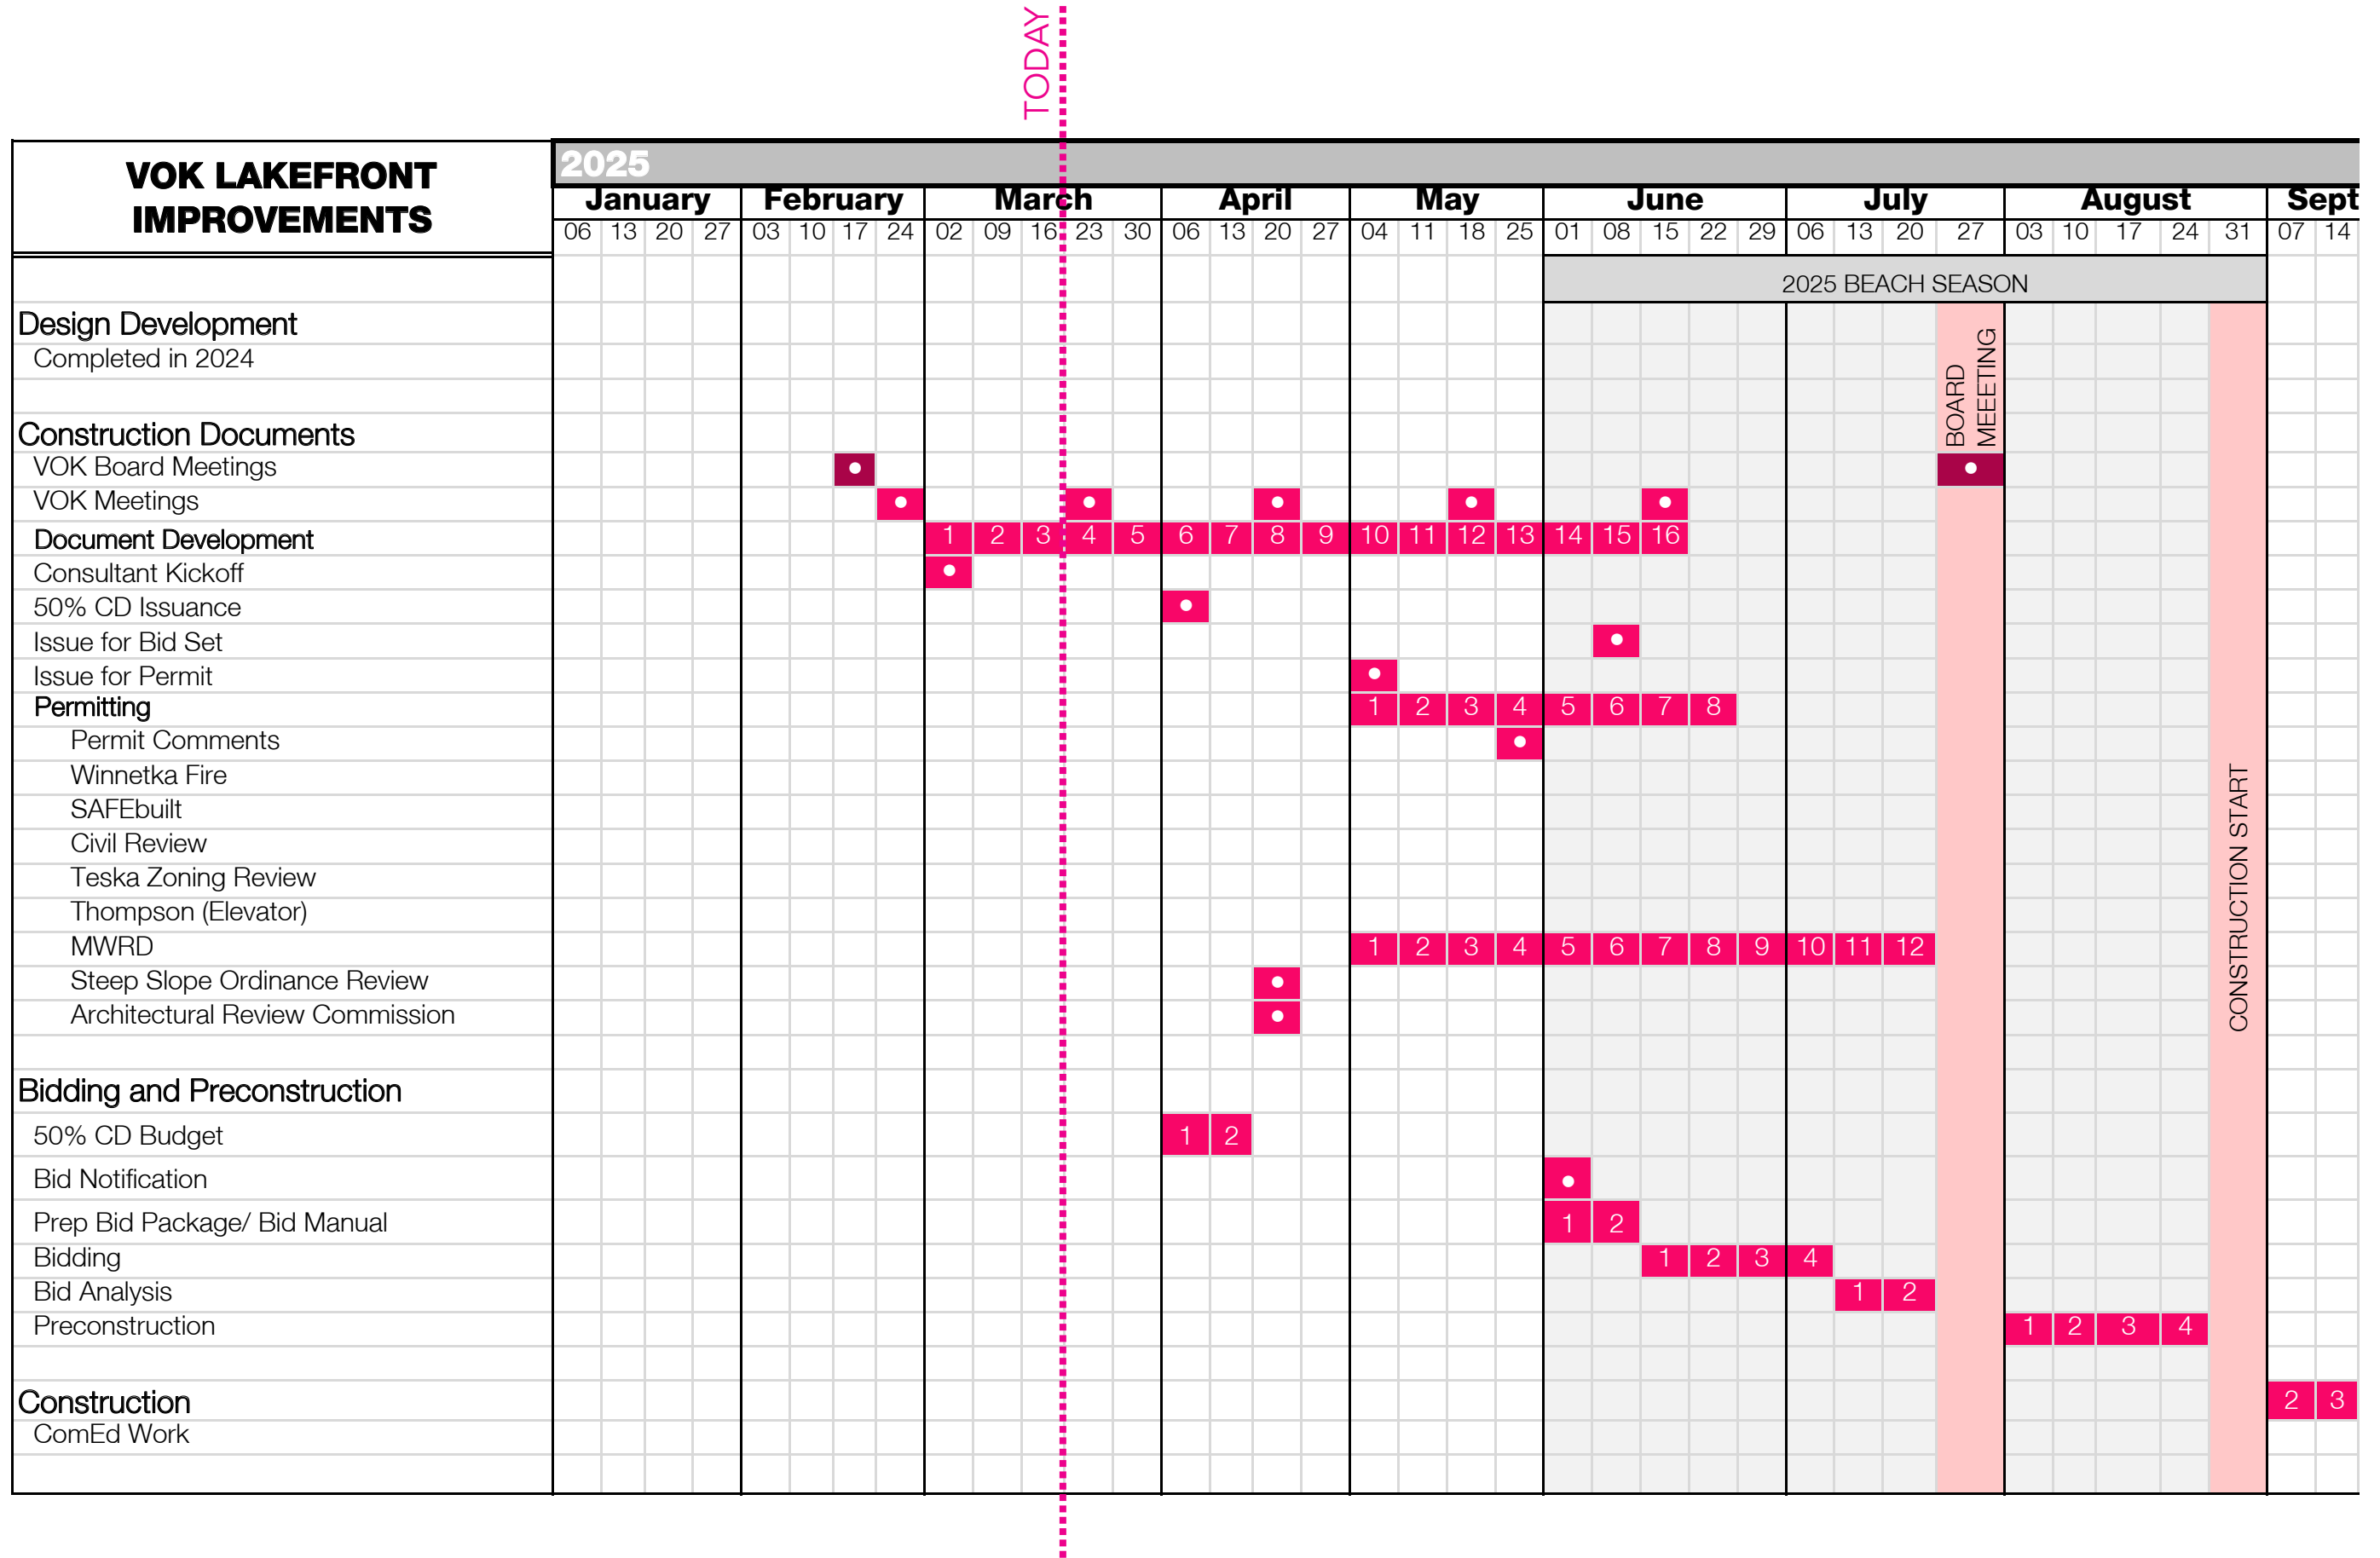 TODAY
VOK LAKEFRONT
IMPROVEMENTS
2025
January February March April May June July August Sept
06 13 20 27 03 10 17 24 02 09 16 23 30 06 13 20 27 04 11 18 25 01 08 15 22 29 06 13 20 27 03 10 17 24 31 07 14
2025 BEACH SEASON
Design Development
Completed in 2024
BOARD
MEEETING
Construction Documents
VOK Board Meetings
VOK Meetings
Document Development 1 2 3 4 5 6 7 8 9 10 11 12 13 14 15 16
Consultant Kickoff
50% CD Issuance
Issue for Bid Set
Issue for Permit
Permitting 1 2 3 4 5 6 7 8
Permit Comments
Winnetka Fire
SAFEbuilt
Civil Review
Teska Zoning Review
Thompson (Elevator)
MWRD 1 2 3 4 5 6 7 8 9 10 11 12
Steep Slope Ordinance Review
Architectural Review Commission
CONSTRUCTION START
Bidding and Preconstruction
50% CD Budget 1 2
Bid Notification
Prep Bid Package/ Bid Manual 1 2
Bidding 1 2 3 4
Bid Analysis 1 2
Preconstruction 1 2 3 4
Construction 2 3
ComEd Work